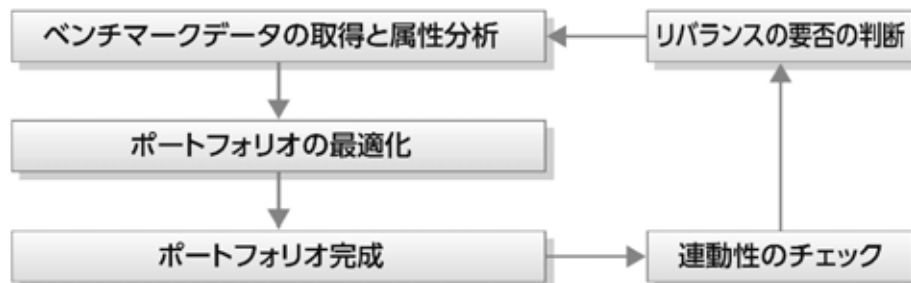 ベンチマークデータの取得と属性分析
リバランスの要否の判断
ポートフォリオの最適化
ポートフォリオ完成
連動性のチェック